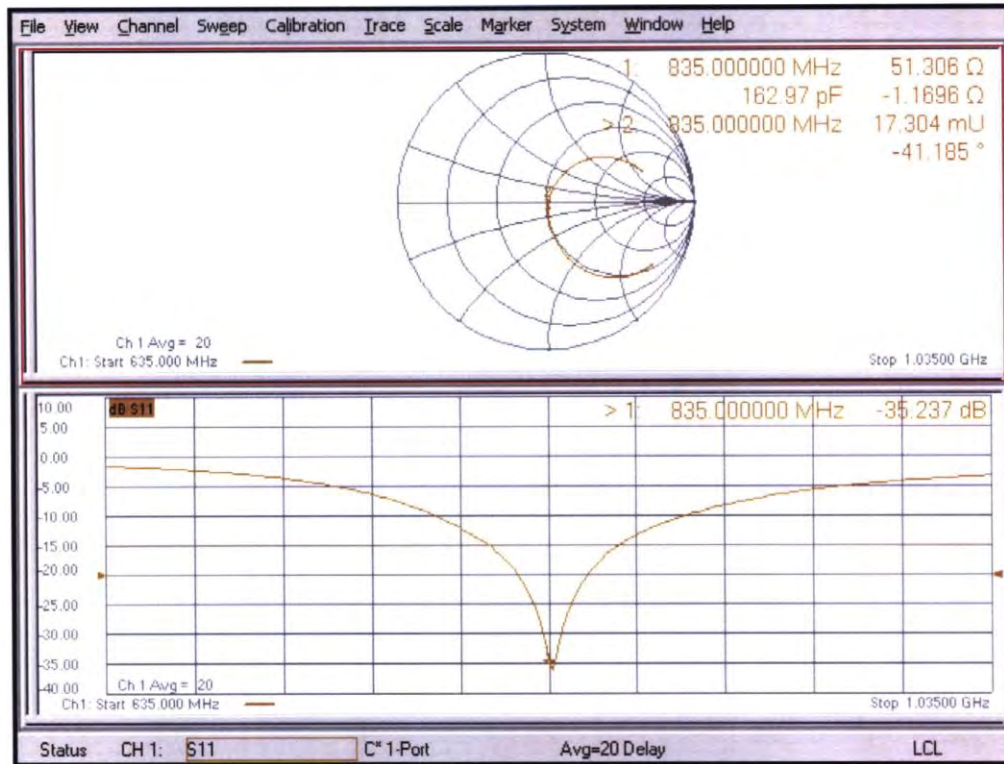 File View Channel Sweep Calibration Trace Scale Marker System Window Help
1: 835.000000 MHz 51.306 Ω
162.97 pF -1.1696 Ω
> 2: 835.000000 MHz 17.304 mU
-41.185 °
Ch 1 Avg = 20
Ch1: Start 635.000 MHz Stop 1.03500 GHz
10.00 dB S11 > 1: 835.000000 MHz -35.237 dB
5.00
0.00
-5.00
-10.00
-15.00
-20.00
-25.00
-30.00
-35.00
-40.00 Ch 1 Avg = 20
Ch1: Start 635.000 MHz Stop 1.03500 GHz
Status CH 1: S11 C* 1-Port Avg=20 Delay LCL